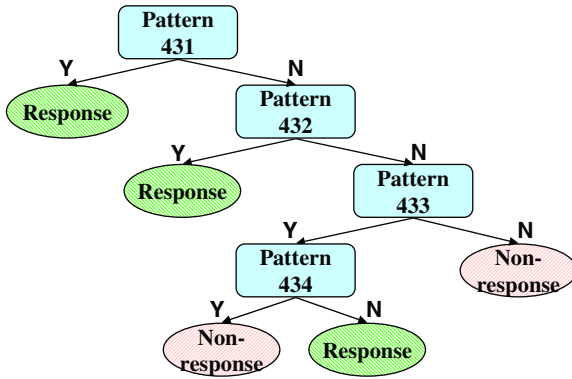 Pattern
431
Y
N
Response
Pattern
432
Y
N
Response
Pattern
433
Y
N
Pattern
434
Non-
response
Y
N
Non-
response
Response